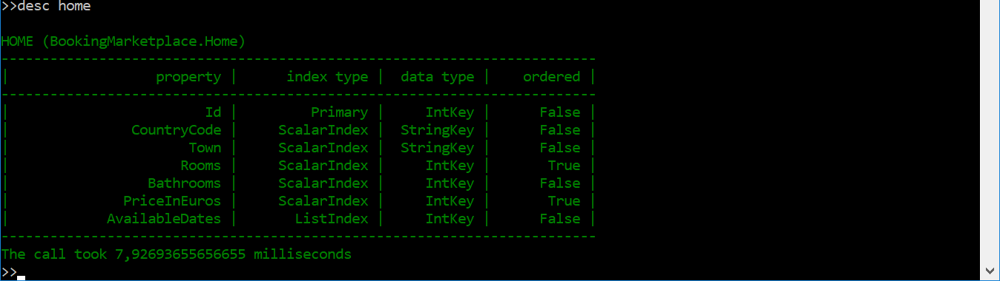 >>desc home
HOME (BookingMarketplace.Home)
-------------------------------------------------------------------------
|                  property |      index type |  data type |    ordered |
-------------------------------------------------------------------------
|                        Id |         Primary |     IntKey |      False |
|               CountryCode |     ScalarIndex |  StringKey |      False |
|                      Town |     ScalarIndex |  StringKey |      False |
|                     Rooms |     ScalarIndex |     IntKey |       True |
|                 Bathrooms |     ScalarIndex |     IntKey |      False |
|              PriceInEuros |     ScalarIndex |     IntKey |       True |
|            AvailableDates |       ListIndex |     IntKey |      False |
-------------------------------------------------------------------------
The call took 7,92693655656655 milliseconds
>>